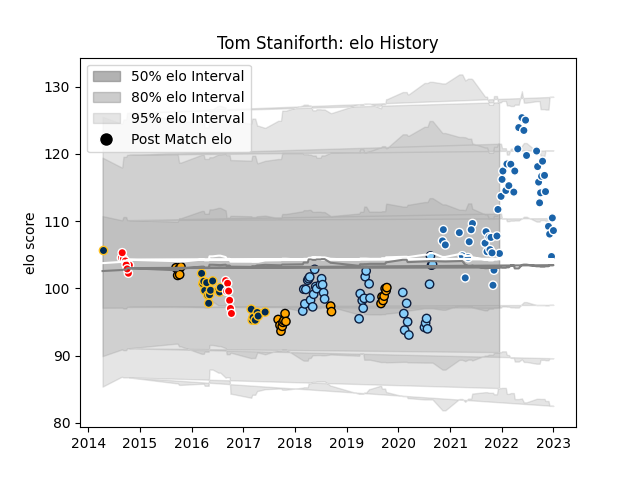 Tom Staniforth: elo History
50% elo Interval
80% elo Interval
95% elo Interval
Post Match elo
elo score
130
120
110
100
90
80
2014 2015 2016 2017 2018 2019 2020 2021 2022 2023